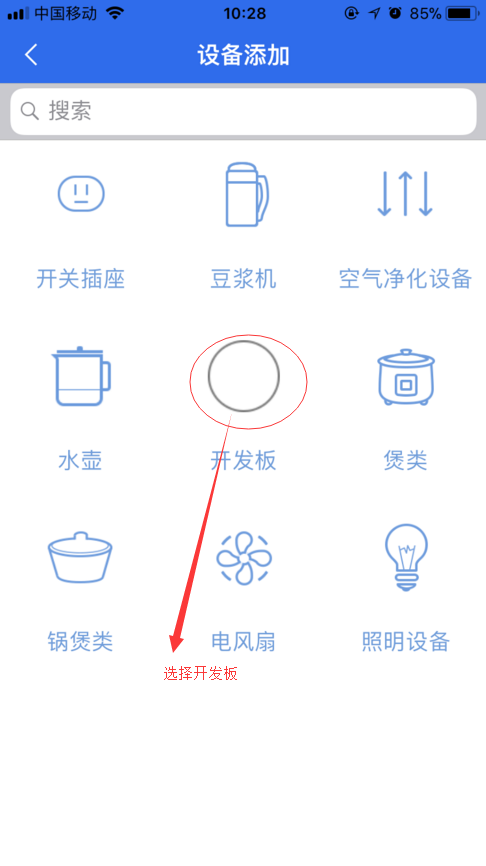 中国移动 10:28 85%
设备添加
搜索
开关插座 豆浆机 空气净化设备
水壶 开发板 煲类
锅煲类 电风扇 照明设备
选择开发板